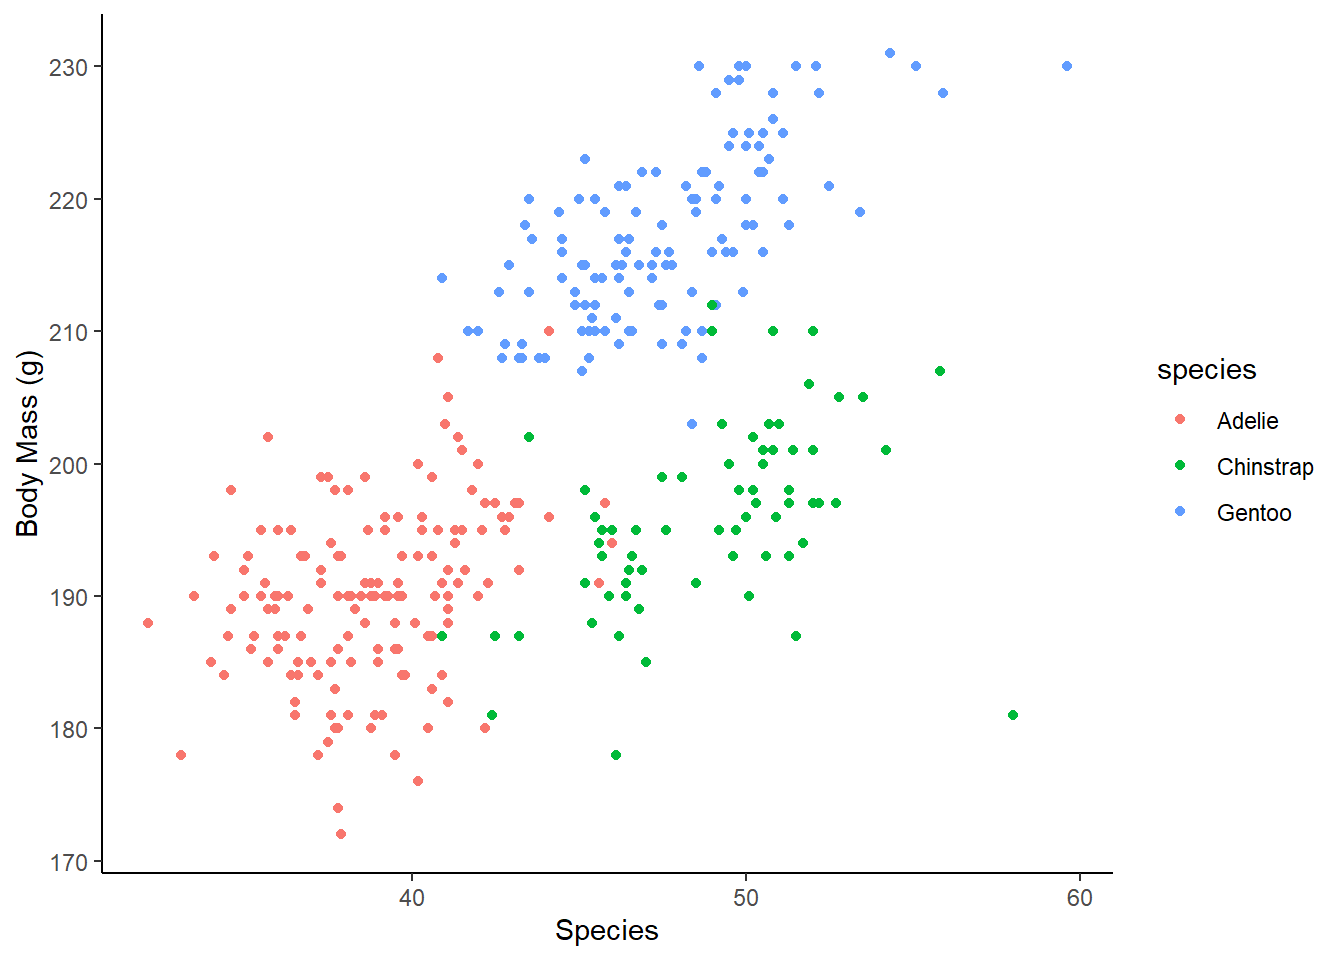 230
220
210
200
190
180
170
Body Mass (g)
40 50 60
Species
species
Adelie
Chinstrap
Gentoo